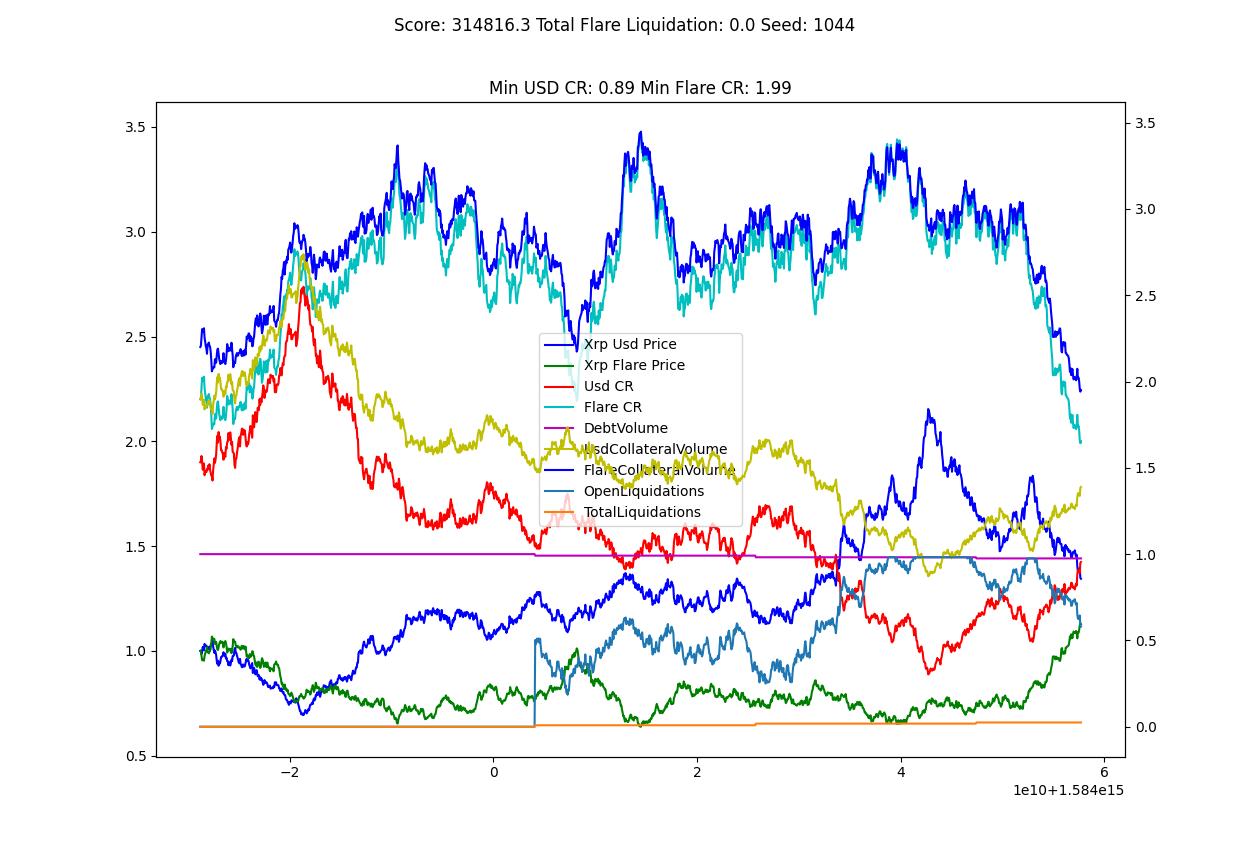 Score: 314816.3 Total Flare Liquidation: 0.0 Seed: 1044
Min USD CR: 0.89 Min Flare CR: 1.99
3.5
3.0
2.5
2.0
1.5
1.0
0.5
3.5
3.0
2.5
2.0
1.5
1.0
0.5
0.0
Xrp Usd Price
Xrp Flare Price
Usd CR
Flare CR
DebtVolume
UsdCollateralVolume
FlareCollateralVolume
OpenLiquidations
TotalLiquidations
−2 0 2 4 6
1e10+1.584e15